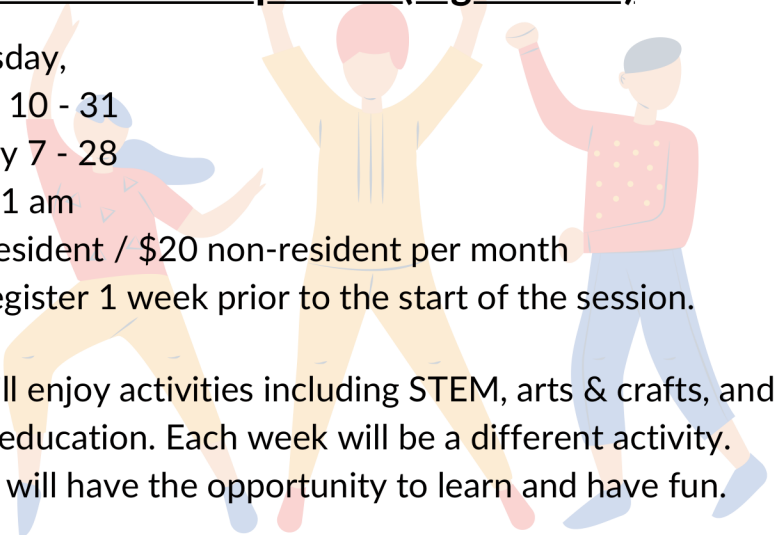 sday,
10 - 31
y 7 - 28
1 am
esident / $20 non-resident per month
egister 1 week prior to the start of the session.
ll enjoy activities including STEM, arts & crafts, and
education. Each week will be a different activity.
will have the opportunity to learn and have fun.